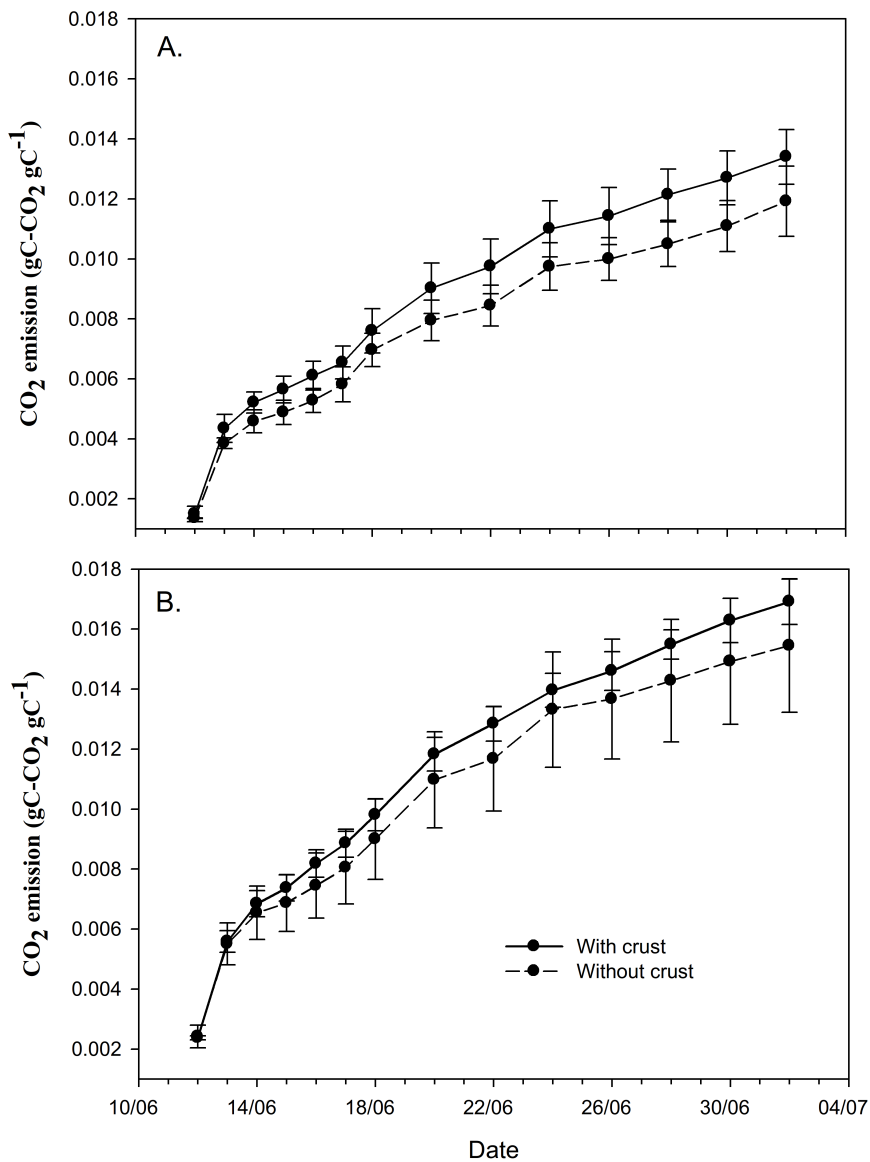 A.
0.018
0.016
0.014
0.012
0.010
0.008
0.006
0.004
0.002
CO2 emission (gC-CO2 gC-1)
B.
0.018
0.016
0.014
0.012
0.010
0.008
0.006
0.004
0.002
CO2 emission (gC-CO2 gC-1)
With crust
Without crust
10/06 14/06 18/06 22/06 26/06 30/06 04/07
Date